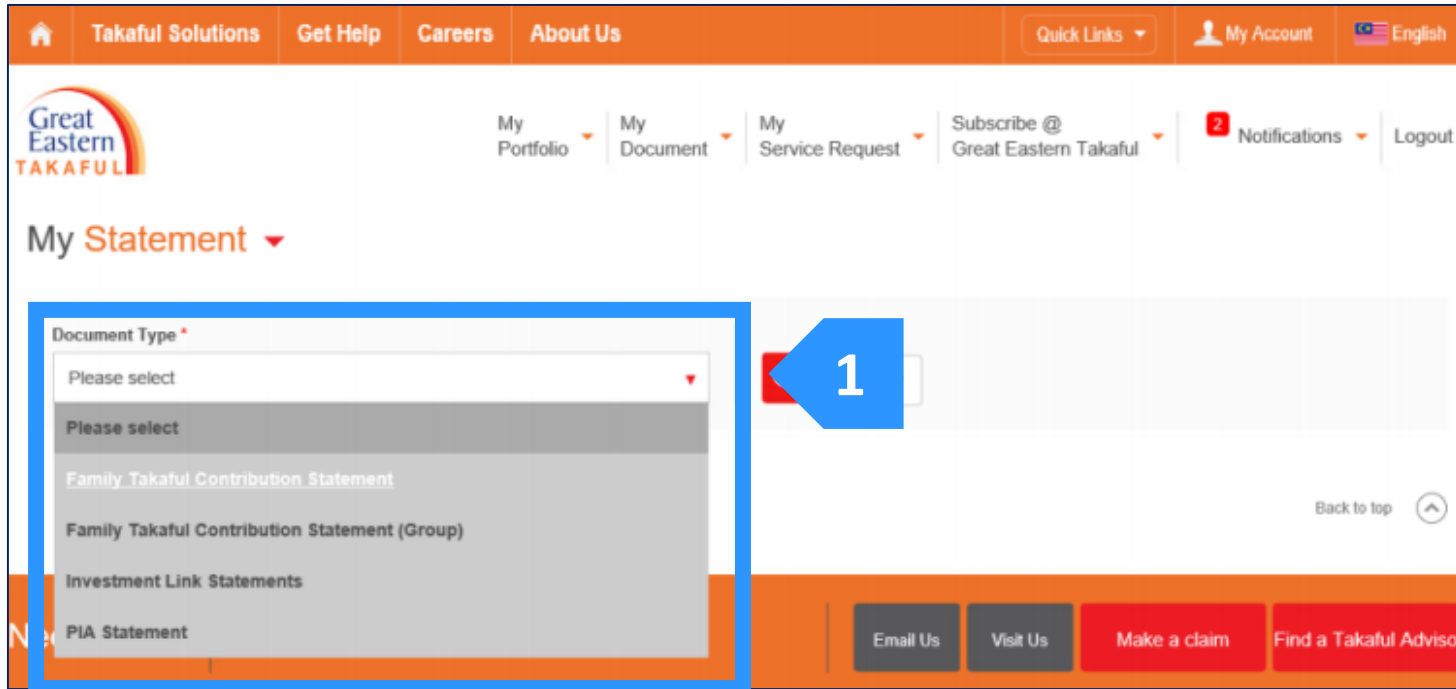 Takaful Solutions Get Help Careers About Us Quick Links My Account English
Great
Eastern
TAKAFUL
My
Portfolio
My
Document
My
Service Request
Subscribe @
Great Eastern Takaful
2
Notifications
Logout
My Statement
Document Type *
Please select
1
Please select
Family Takaful Contribution Statement
Family Takaful Contribution Statement (Group)
Investment Link Statements
PIA Statement
Back to top
Email Us
Visit Us
Make a claim
Find a Takaful Adviso